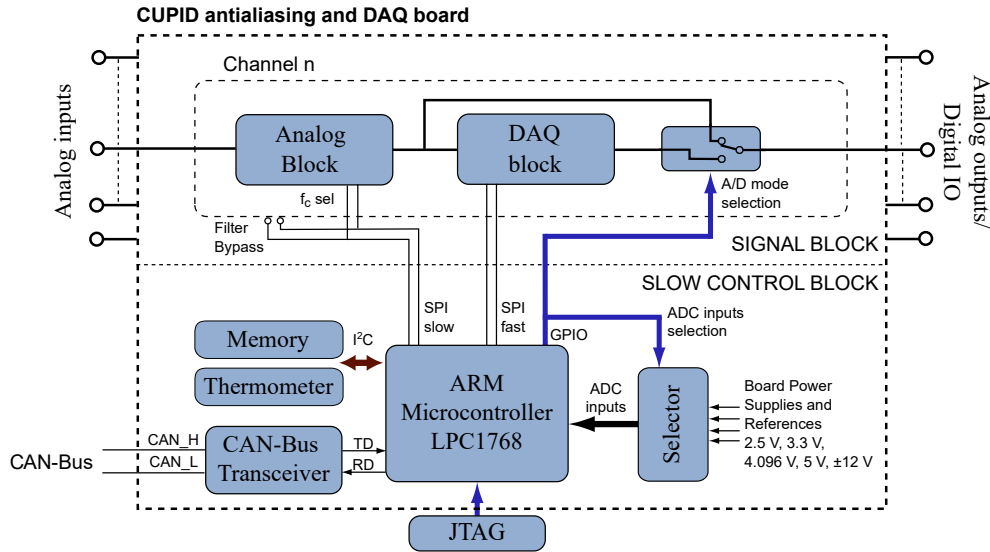 CUPID antialiasing and DAQ board
Channel n
Analog inputs
Analog
Block
DAQ
block
Analog outputs/
Digital IO
f_c sel
A/D mode
selection
Filter
Bypass
SIGNAL BLOCK
SLOW CONTROL BLOCK
SPI
slow
SPI
fast
GPIO
ADC inputs
selection
Memory
I²C
Thermometer
ARM
Microcontroller
LPC1768
ADC
inputs
Selector
Board Power
Supplies and
References
2.5 V, 3.3 V,
4.096 V, 5 V, ±12 V
CAN-Bus
CAN_H
CAN_L
CAN-Bus
Transceiver
TD
RD
JTAG